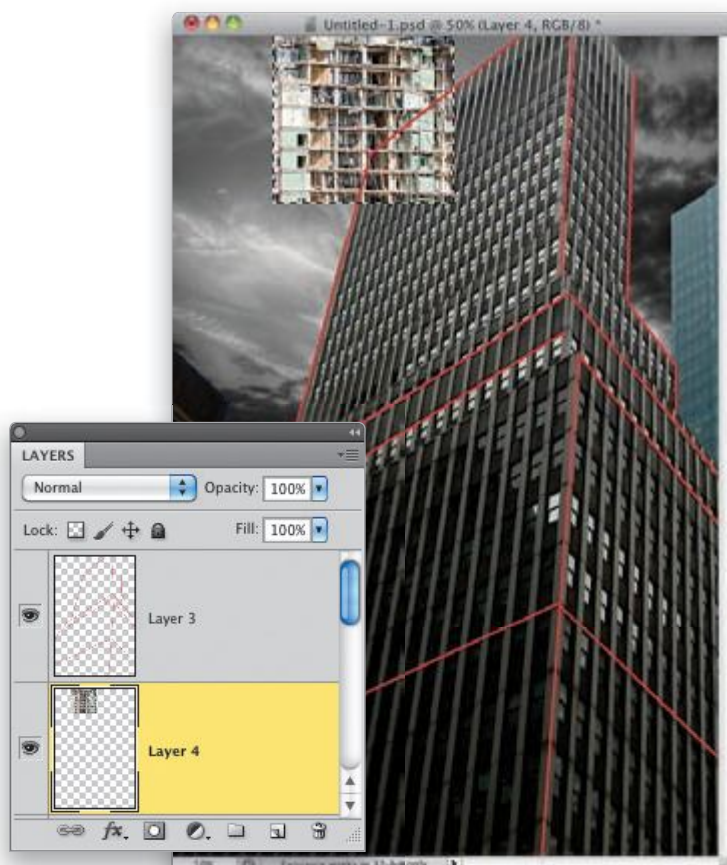 Untitled-1.psd @ 50% (Layer 4, RGB/8) *
LAYERS
Normal Opacity: 100%
Lock: Fill: 100%
Layer 3
Layer 4
fx.